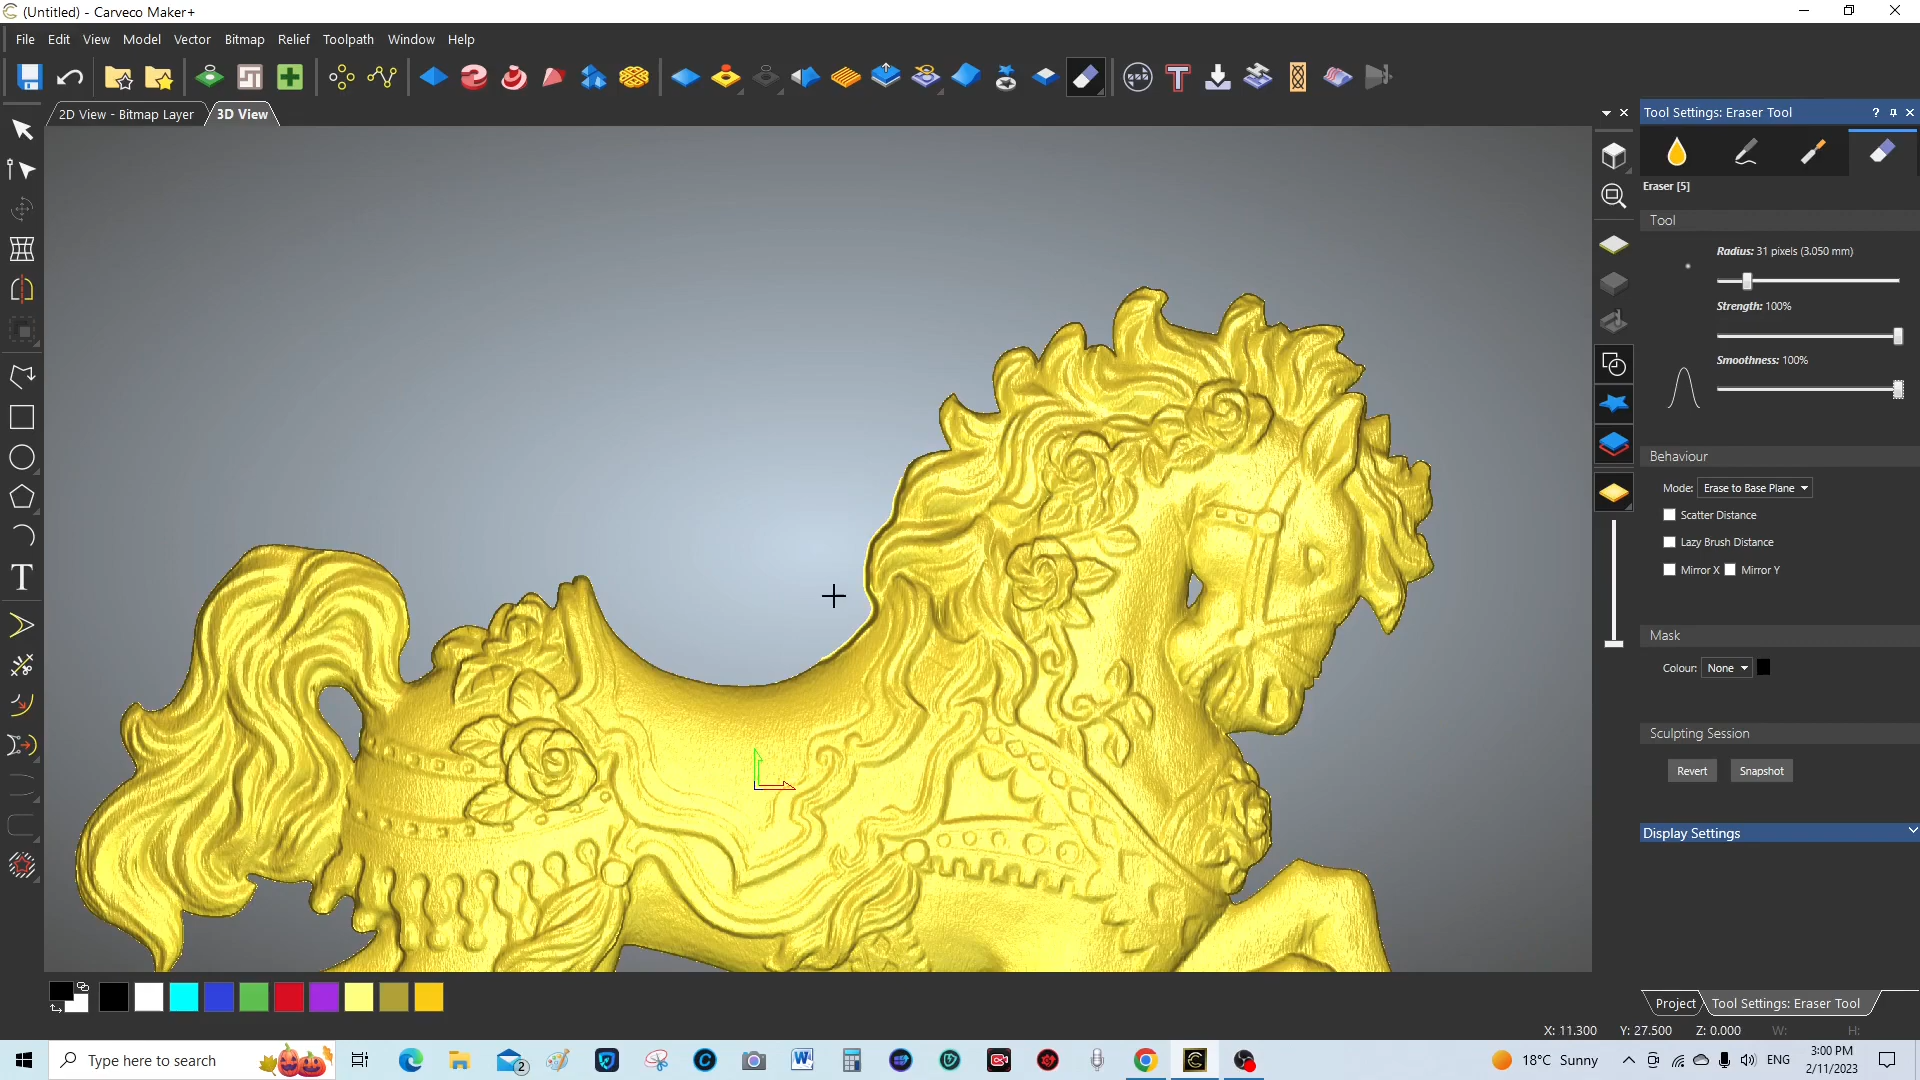 (Untitled) - Carveco Maker+
File Edit View Model Vector Bitmap Relief Toolpath Window Help
2D View - Bitmap Layer 3D View
Tool Settings: Eraser Tool ?
Eraser [5]
Tool
Radius: 31 pixels (3.050 mm)
Strength: 100%
Smoothness: 100%
Behaviour
Mode: Erase to Base Plane
Scatter Distance
Lazy Brush Distance
Mirror X Mirror Y
Mask
Colour: None
Sculpting Session
Revert Snapshot
Display Settings
Project Tool Settings: Eraser Tool
X: 11.300 Y: 27.500 Z: 0.000 W: H:
Type here to search
2
18°C Sunny
ENG
3:00 PM
2/11/2023